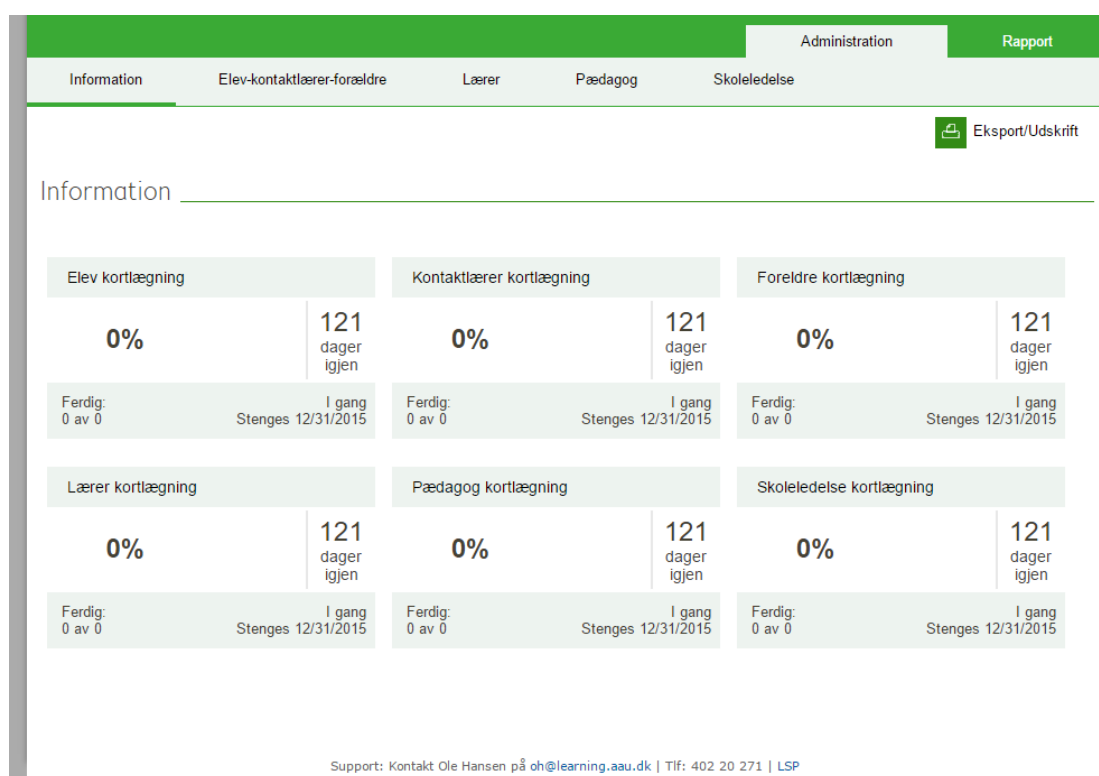 Administration Rapport
Information Elev-kontaktlærer-forældre Lærer Pædagog Skoleledelse
Eksport/Udskrift
Information
Elev kortlægning
0%
121
dager
igjen
Ferdig:
0 av 0
I gang
Stenges 12/31/2015
Kontaktlærer kortlægning
0%
121
dager
igjen
Ferdig:
0 av 0
I gang
Stenges 12/31/2015
Foreldre kortlægning
0%
121
dager
igjen
Ferdig:
0 av 0
I gang
Stenges 12/31/2015
Lærer kortlægning
0%
121
dager
igjen
Ferdig:
0 av 0
I gang
Stenges 12/31/2015
Pædagog kortlægning
0%
121
dager
igjen
Ferdig:
0 av 0
I gang
Stenges 12/31/2015
Skoleledelse kortlægning
0%
121
dager
igjen
Ferdig:
0 av 0
I gang
Stenges 12/31/2015
Support: Kontakt Ole Hansen på oh@learning.aau.dk | Tlf: 402 20 271 | LSP